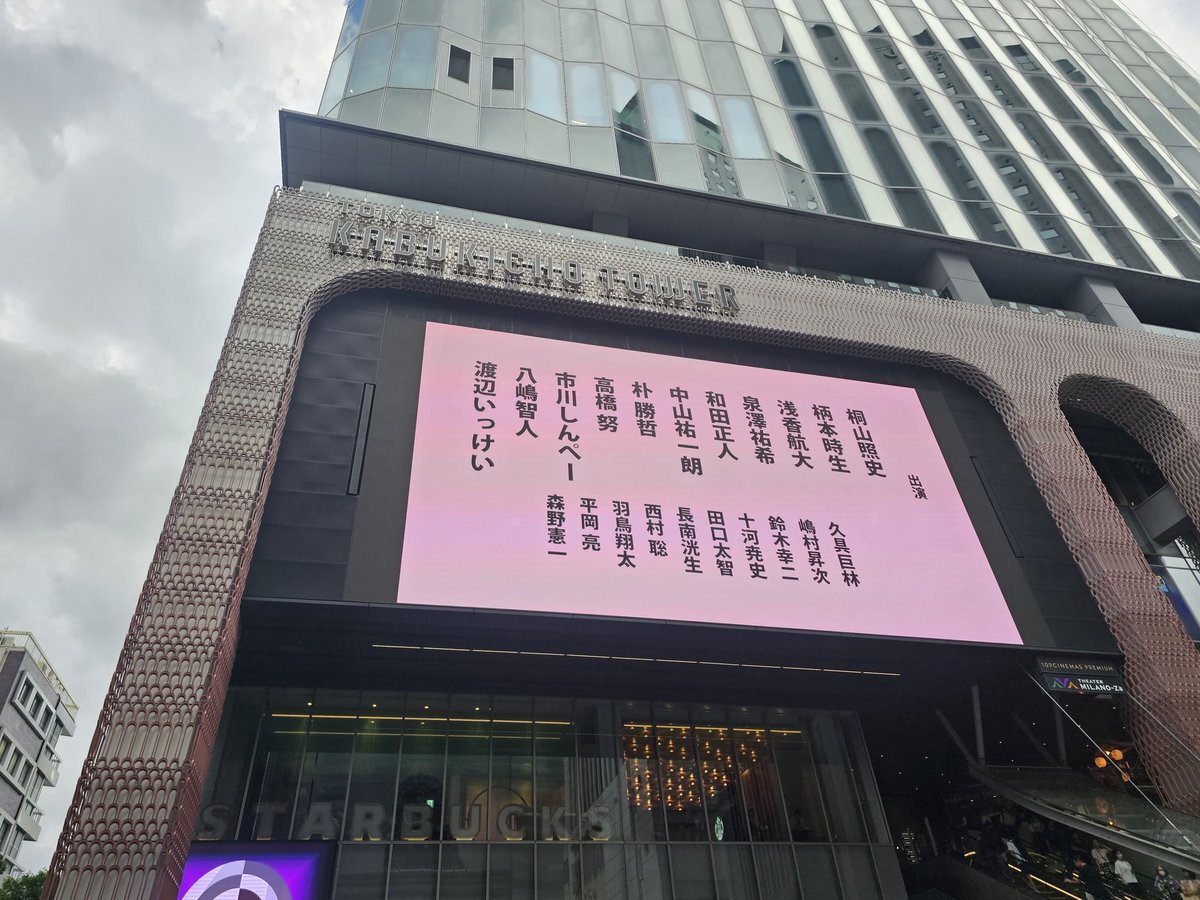 TOKYU
KABUKICHO TOWER
出演
桐山照史
柄本時生
浅香航大
泉澤祐希
和田正人
中山祐一朗
朴 勝哲
高橋 努
市川しんぺー
八嶋智人
渡辺いっけい
久具巨林
嶋村昇次
鈴木幸二
十河尭史
田口太智
長南洸生
西村 聡
羽鳥翔太
平岡 亮
森野憲一
109CINEMAS PREMIUM
THEATER
MILANO-Za
STARBUCKS